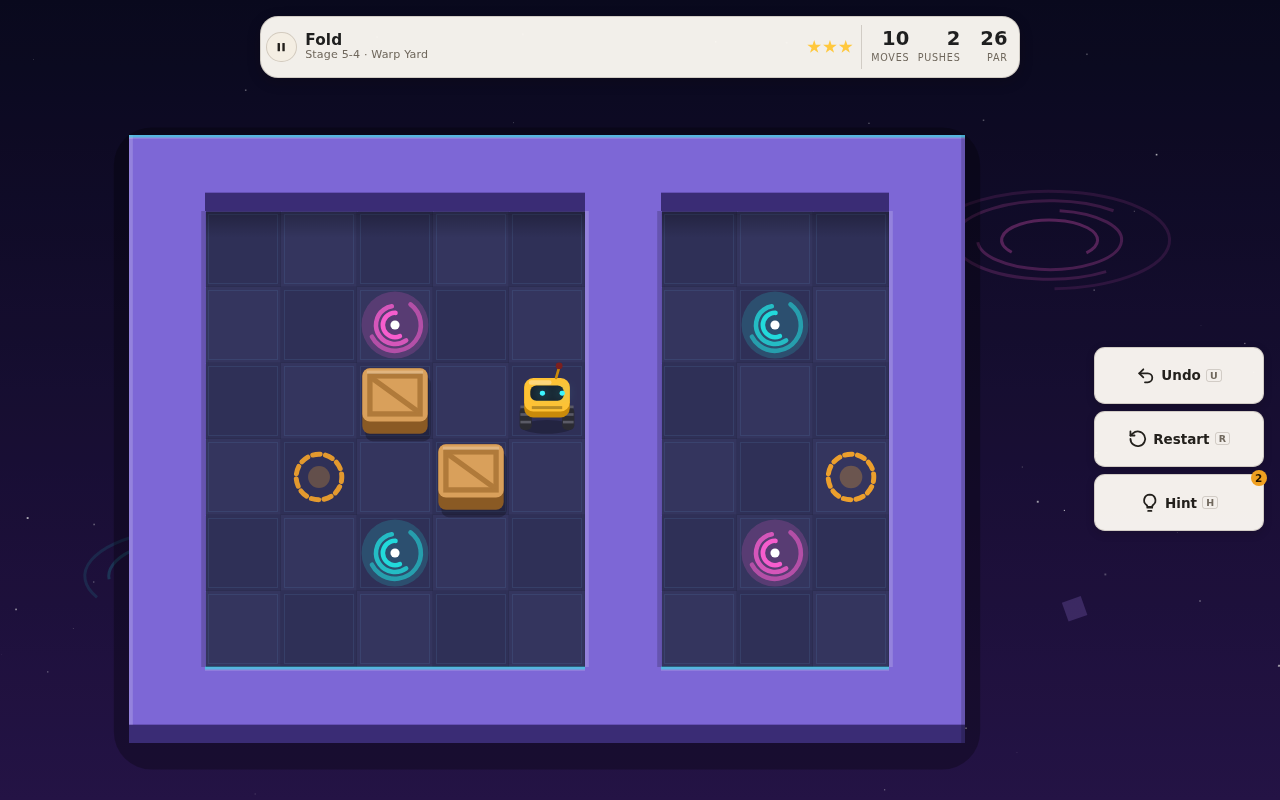 Fold
Stage 5-4 · Warp Yard
★★★
10
MOVES
2
PUSHES
26
PAR
Undo U
Restart R
2
Hint H